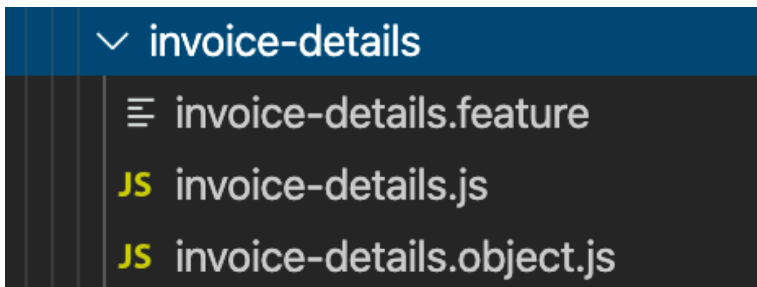 invoice-details
invoice-details.feature
JS invoice-details.js
JS invoice-details.object.js